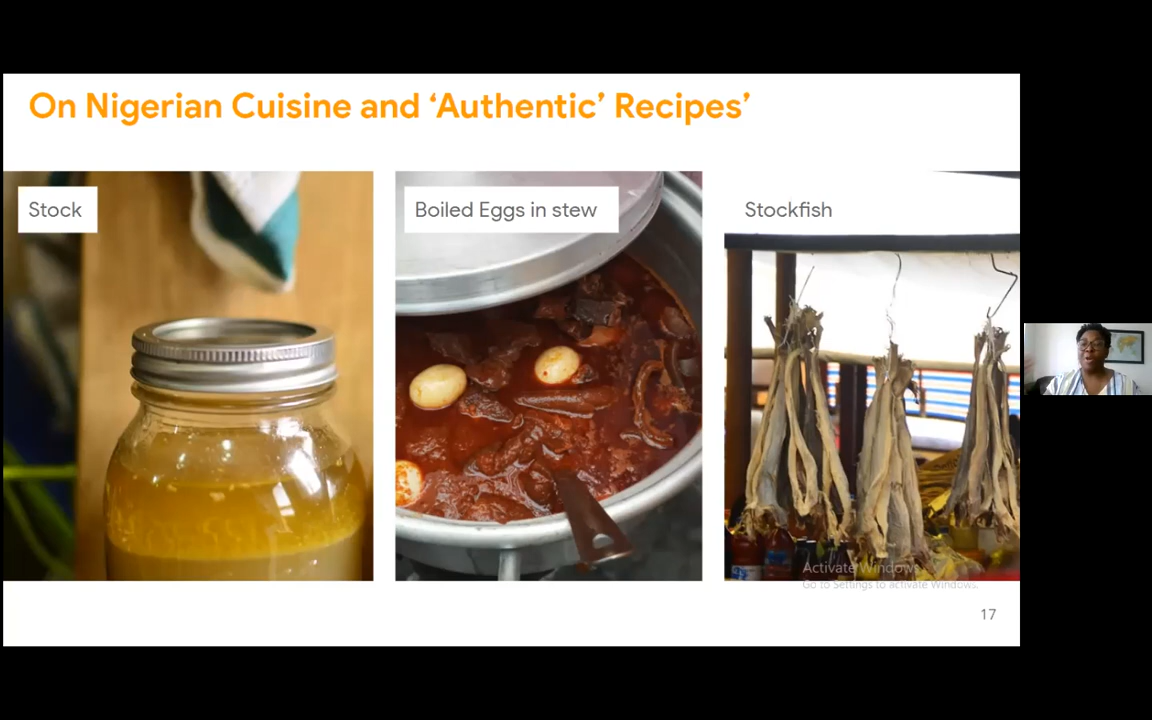 On Nigerian Cuisine and ‘Authentic’ Recipes’
Stock
Boiled Eggs in stew
Stockfish
Activate Windows
Go to Settings to activate Windows.
17